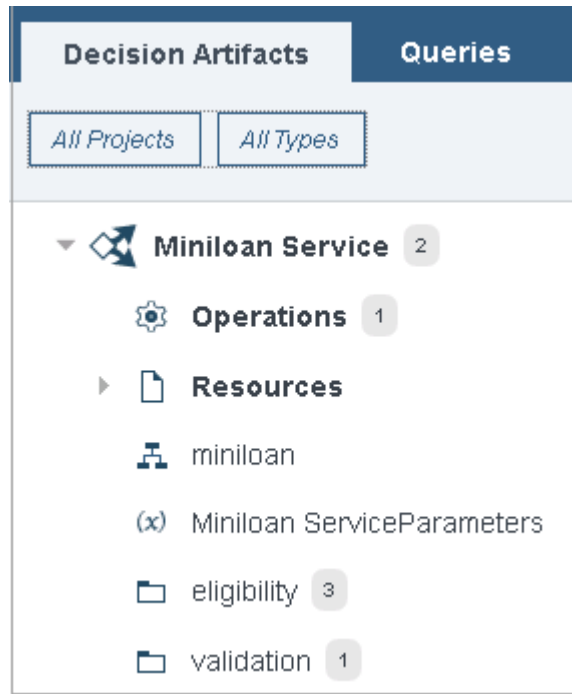 Decision Artifacts Queries
All Projects All Types
Miniloan Service 2
Operations 1
Resources
miniloan
(x) Miniloan ServiceParameters
eligibility 3
validation 1